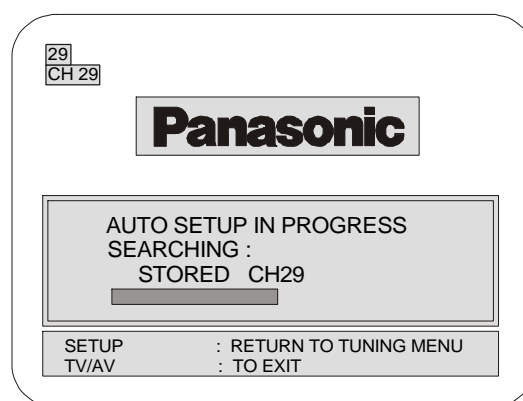 29
CH 29
Panasonic
AUTO SETUP IN PROGRESS
SEARCHING :
STORED CH29
SETUP : RETURN TO TUNING MENU
TV/AV : TO EXIT